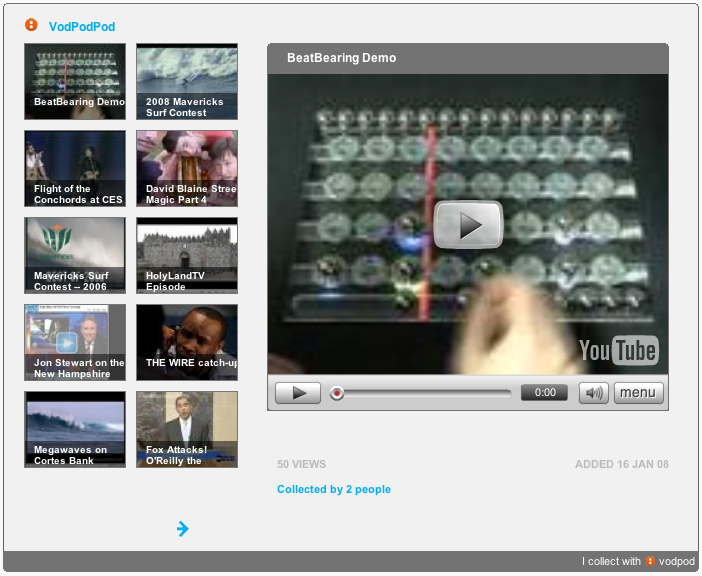 VodPodPod
BeatBearing Demo
2008 Mavericks
Surf Contest
Flight of the
Conchords at CES
David Blaine Stree
Magic Part 4
Mavericks Surf
Contest -- 2006
HolyLandTV
Episode
Jon Stewart on the
New Hampshire
THE WIRE catch-up
Megawaves on
Cortes Bank
Fox Attacks!
O'Reilly the
BeatBearing Demo
YouTube
0:00
menu
50 VIEWS
ADDED 16 JAN 08
Collected by 2 people
I collect with vodpod